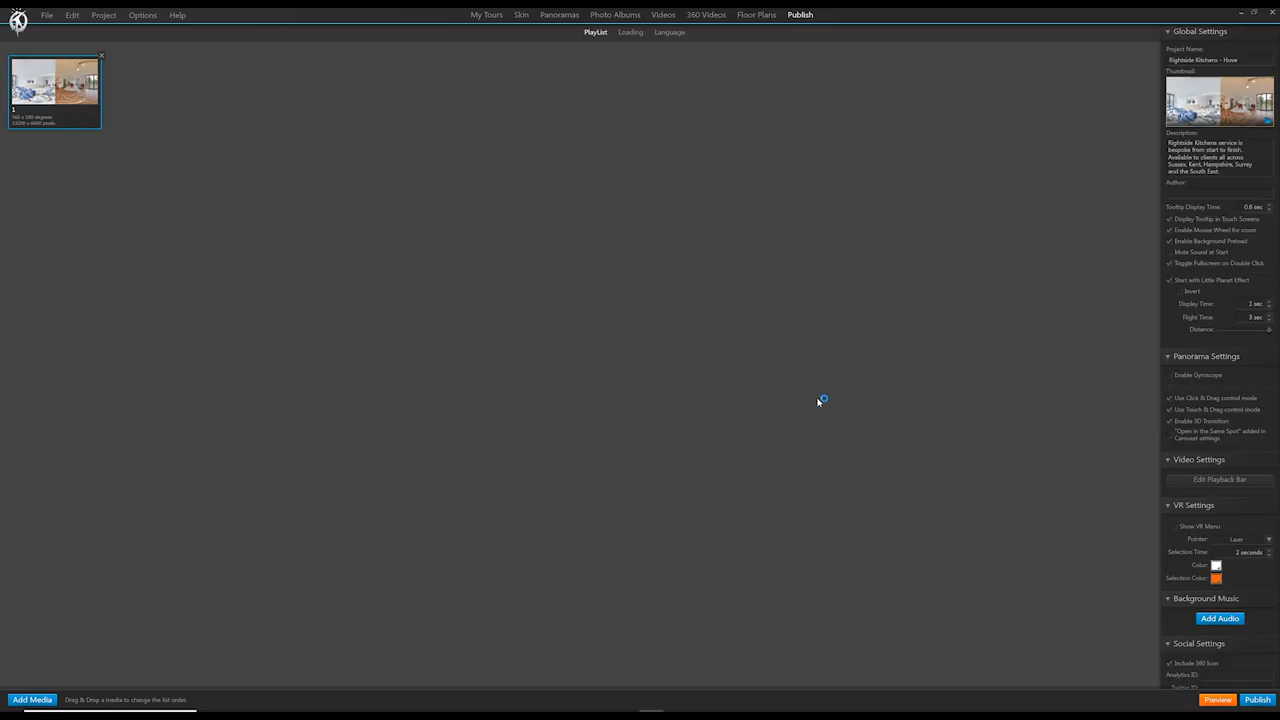 File Edit Project Options Help
My Tours Skin Panoramas Photo Albums Videos 360 Videos Floor Plans Publish
PlayList Loading Language
1
360 x 180 degrees
13200 x 6600 pixels
Global Settings
Project Name:
Rightside Kitchens - Hove
Thumbnail:
Description:
Rightside Kitchens service is
bespoke from start to finish.
Available to clients all across
Sussex, Kent, Hampshire, Surrey
and the South East.
Author:
Tooltip Display Time: 0.6 sec
Display Tooltip in Touch Screens
Enable Mouse Wheel for zoom
Enable Background Preload
Mute Sound at Start
Toggle Fullscreen on Double Click
Start with Little Planet Effect
Invert
Display Time: 1 sec
Flight Time: 3 sec
Distance:
Panorama Settings
Enable Gyroscope
Use Click & Drag control mode
Use Touch & Drag control mode
Enable 3D Transition:
"Open in the Same Spot" added in
Carousel settings
Video Settings
Edit Playback Bar
VR Settings
Show VR Menu
Pointer: Laser
Selection Time: 2 seconds
Color:
Selection Color:
Background Music
Add Audio
Social Settings
Include 360 Icon
Analytics ID:
Add Media Drag & Drop a media to change the list order.
Preview Publish